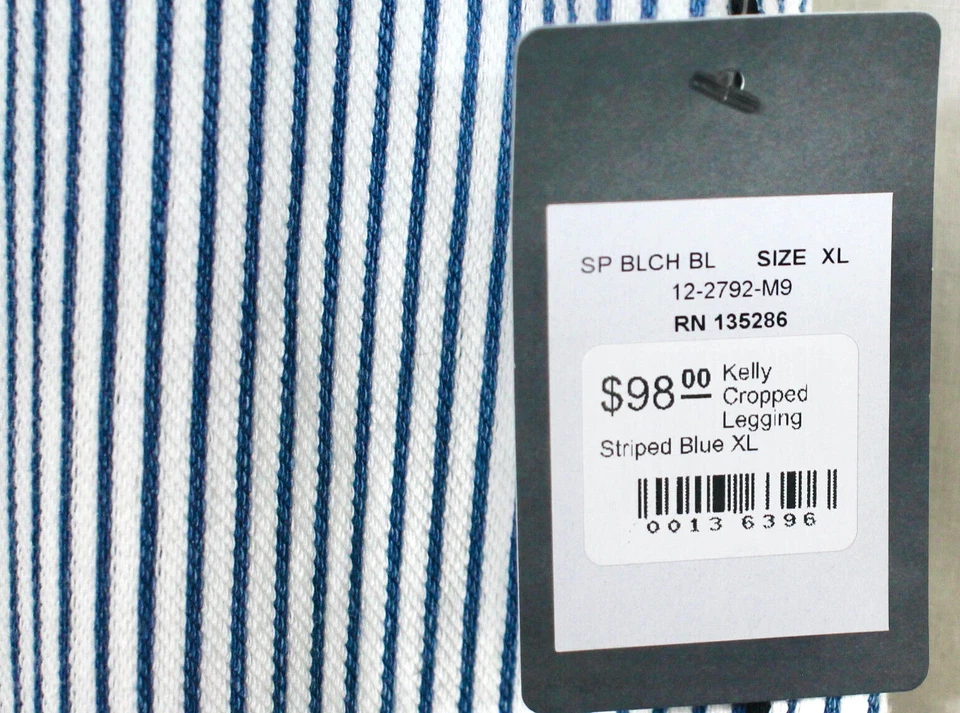 SP BLCH BL SIZE XL
12-2792-M9
RN 135286
$98.00 Kelly
Cropped
Legging
Striped Blue XL
0013 6396